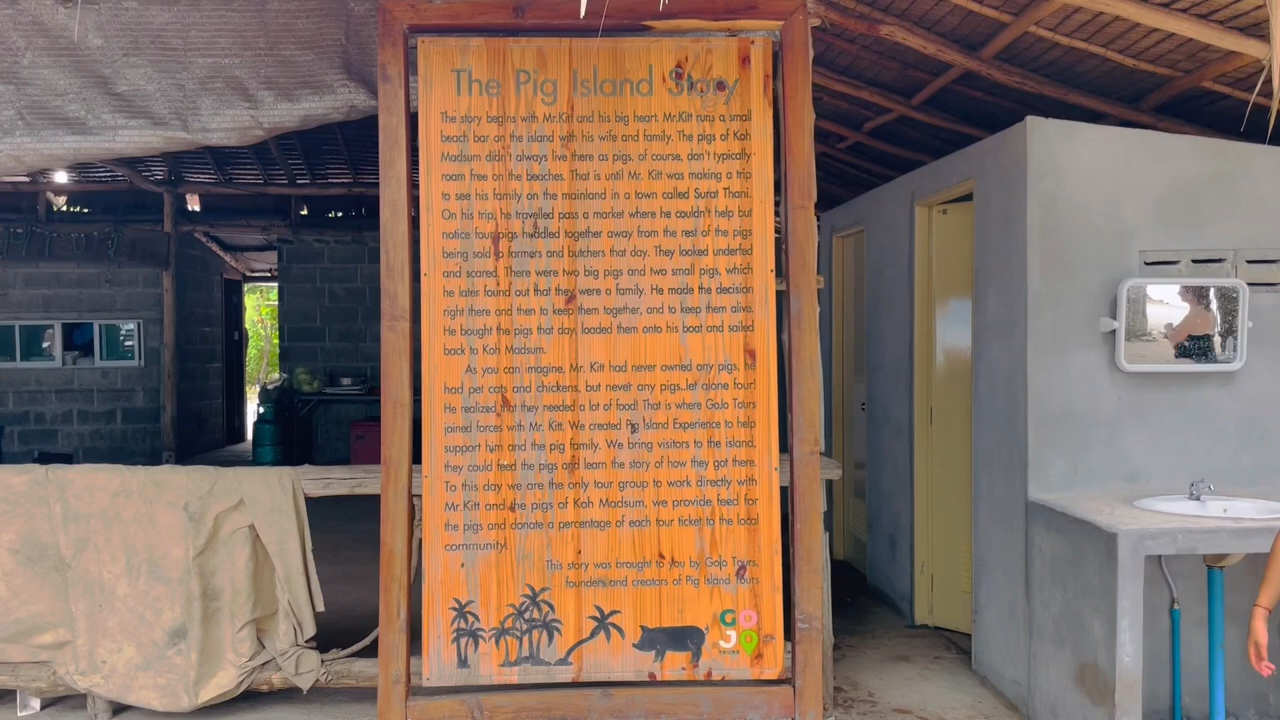 The Pig Island Story
The story begins with Mr.Kitt and his big heart. Mr.Kitt runs a small
beach bar on the island with his wife and family. The pigs of Koh
Madsum didn't always live there as pigs, of course, don't typically
roam free on the beaches. That is until Mr. Kitt was making a trip
to see his family on the mainland in a town called Surat Thani.
On his trip, he travelled pass a market where he couldn't help but
notice four pigs huddled together away from the rest of the pigs
being sold to farmers and butchers that day. They looked underfed
and scared. There were two big pigs and two small pigs, which
he later found out that they were a family. He made the decision
right there and then to keep them together, and to keep them alive.
He bought the pigs that day, loaded them onto his boat and sailed
back to Koh Madsum.
As you can imagine, Mr. Kitt had never owned any pigs, he
had pet cats and chickens, but never any pigs..let alone four!
He realized that they needed a lot of food! That is where GoJo Tours
joined forces with Mr. Kitt. We created Pig Island Experience to help
support him and the pig family. We bring visitors to the island,
they could feed the pigs and learn the story of how they got there.
To this day we are the only tour group to work directly with
Mr.Kitt and the pigs of Koh Madsum, we provide feed for
the pigs and donate a percentage of each tour ticket to the local
community.
This story was brought to you by GoJo Tours,
founders and creators of Pig Island Tours
GO
JO
TOURS